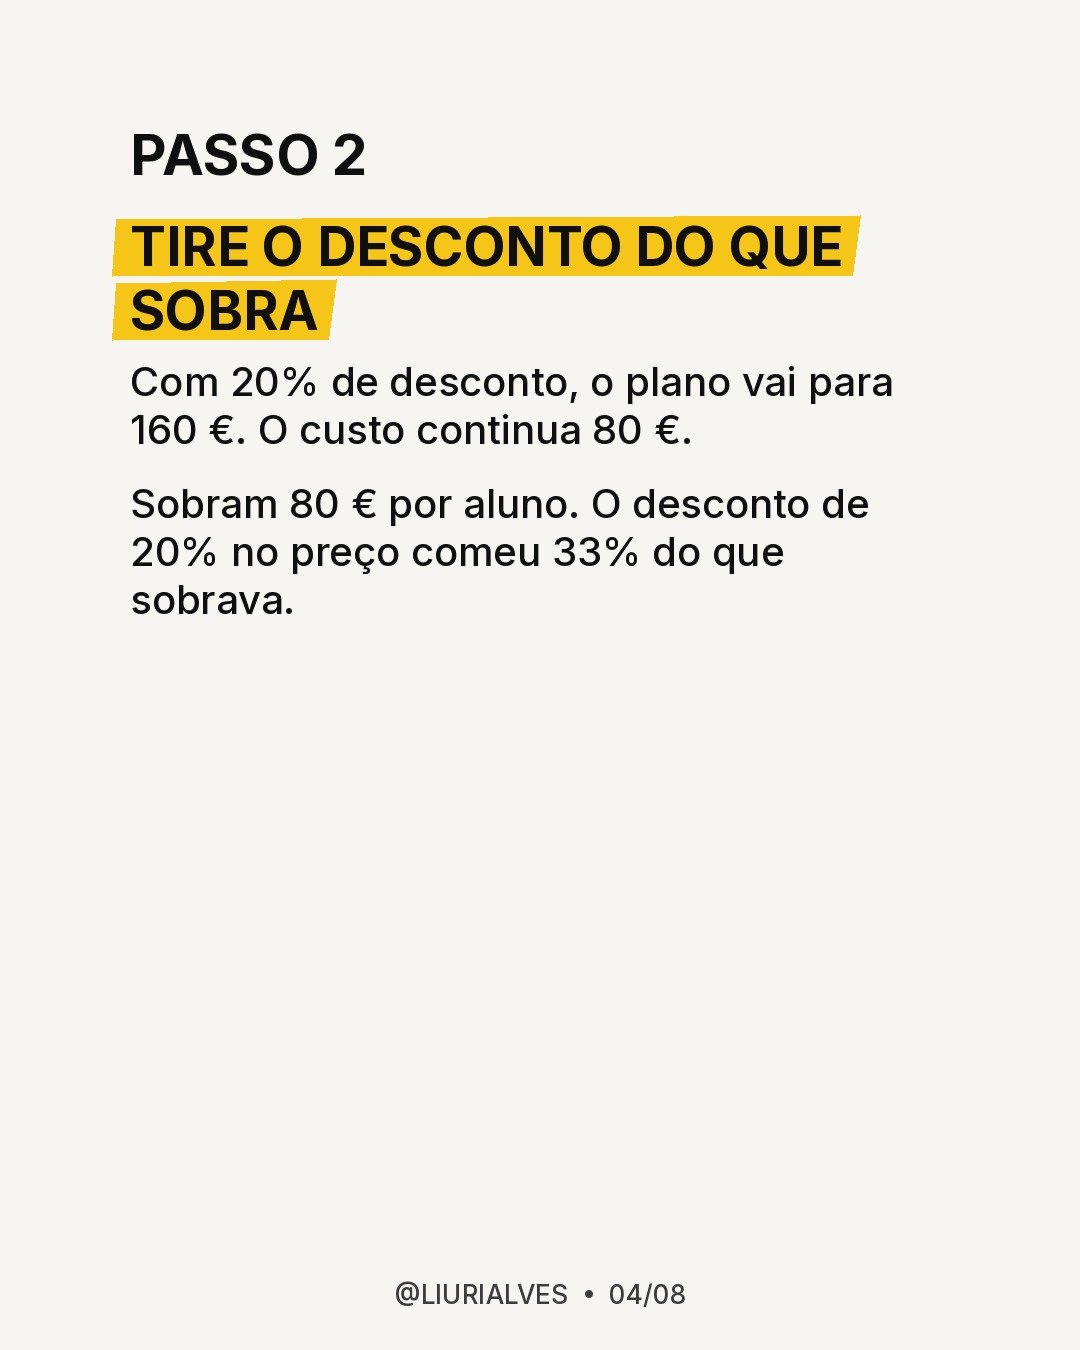 PASSO 2
TIRE O DESCONTO DO QUE
SOBRA
Com 20% de desconto, o plano vai para
160 €. O custo continua 80 €.
Sobram 80 € por aluno. O desconto de
20% no preço comeu 33% do que
sobrava.
@LIURIALVES • 04/08